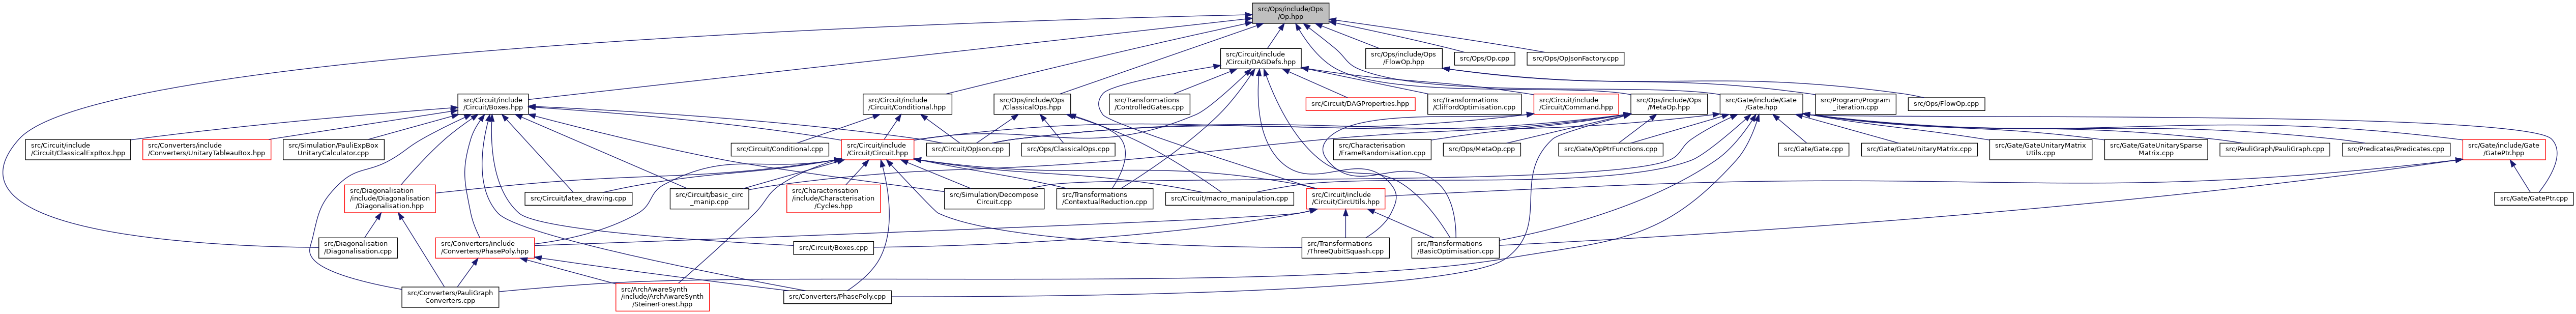 src/Ops/include/Ops
/Op.hpp
src/Circuit/include
/Circuit/DAGDefs.hpp
src/Ops/include/Ops
/FlowOp.hpp
src/Ops/Op.cpp
src/Ops/OpJsonFactory.cpp
src/Circuit/include
/Circuit/Boxes.hpp
src/Circuit/include
/Circuit/Conditional.hpp
src/Ops/include/Ops
/ClassicalOps.hpp
src/Transformations
/ControlledGates.cpp
src/Circuit/DAGProperties.hpp
src/Transformations
/CliffordOptimisation.cpp
src/Circuit/include
/Circuit/Command.hpp
src/Ops/include/Ops
/MetaOp.hpp
src/Gate/include/Gate
/Gate.hpp
src/Program/Program
_iteration.cpp
src/Ops/FlowOp.cpp
src/Circuit/include
/Circuit/ClassicalExpBox.hpp
src/Converters/include
/Converters/UnitaryTableauBox.hpp
src/Simulation/PauliExpBox
UnitaryCalculator.cpp
src/Circuit/Conditional.cpp
src/Circuit/include
/Circuit/Circuit.hpp
src/Circuit/OpJson.cpp
src/Ops/ClassicalOps.cpp
src/Characterisation
/FrameRandomisation.cpp
src/Ops/MetaOp.cpp
src/Gate/OpPtrFunctions.cpp
src/Gate/Gate.cpp
src/Gate/GateUnitaryMatrix.cpp
src/Gate/GateUnitaryMatrix
Utils.cpp
src/Gate/GateUnitarySparse
Matrix.cpp
src/PauliGraph/PauliGraph.cpp
src/Predicates/Predicates.cpp
src/Gate/include/Gate
/GatePtr.hpp
src/Diagonalisation
/include/Diagonalisation
/Diagonalisation.hpp
src/Circuit/latex_drawing.cpp
src/Circuit/basic_circ
_manip.cpp
src/Characterisation
/include/Characterisation
/Cycles.hpp
src/Simulation/Decompose
Circuit.cpp
src/Transformations
/ContextualReduction.cpp
src/Circuit/macro_manipulation.cpp
src/Circuit/include
/Circuit/CircUtils.hpp
src/Gate/GatePtr.cpp
src/Diagonalisation
/Diagonalisation.cpp
src/Converters/include
/Converters/PhasePoly.hpp
src/Circuit/Boxes.cpp
src/Transformations
/ThreeQubitSquash.cpp
src/Transformations
/BasicOptimisation.cpp
src/Converters/PauliGraph
Converters.cpp
src/ArchAwareSynth
/include/ArchAwareSynth
/SteinerForest.hpp
src/Converters/PhasePoly.cpp